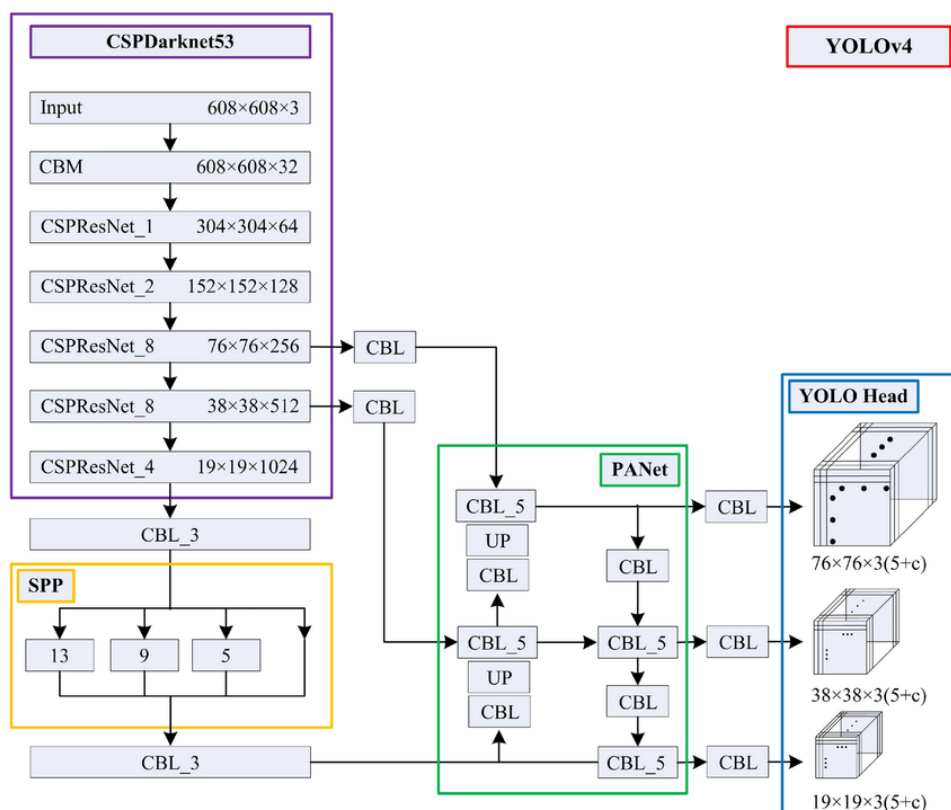 CSPDarknet53
YOLOv4
Input 608×608×3
CBM 608×608×32
CSPResNet_1 304×304×64
CSPResNet_2 152×152×128
CSPResNet_8 76×76×256
CBL
CSPResNet_8 38×38×512
CBL
CSPResNet_4 19×19×1024
CBL_3
SPP
13 9 5
CBL_3
PANet
CBL_5
UP
CBL
CBL
CBL_5
CBL_5
UP
CBL
CBL
CBL_5
CBL
CBL
CBL
YOLO Head
76×76×3(5+c)
38×38×3(5+c)
19×19×3(5+c)